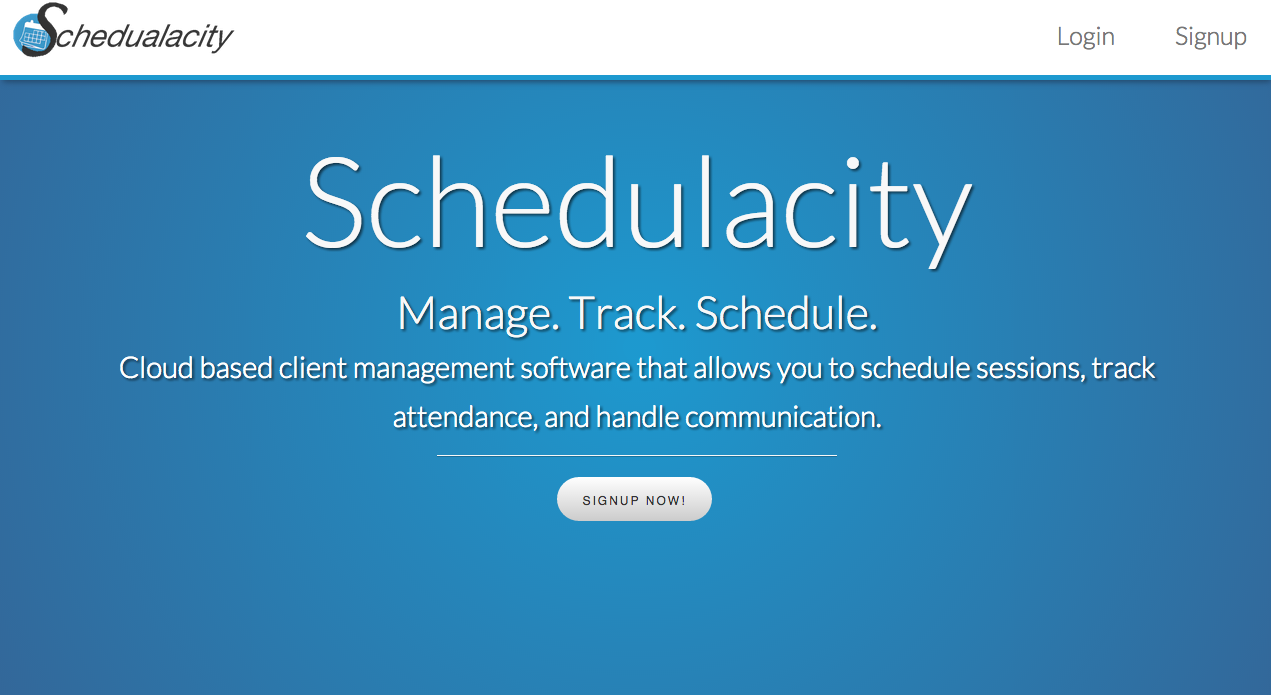 Schedualacity
Login
Signup
Schedulacity
Manage. Track. Schedule.
Cloud based client management software that allows you to schedule sessions, track
attendance, and handle communication.
SIGNUP NOW!